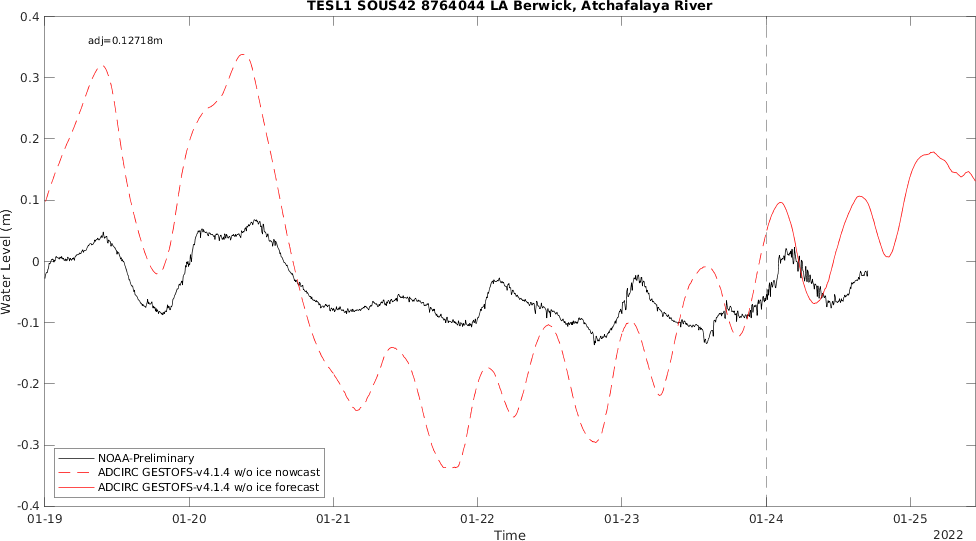 TESL1 SOUS42 8764044 LA Berwick, Atchafalaya River
adj=0.12718m
0.4
0.3
0.2
0.1
0
-0.1
-0.2
-0.3
-0.4
Water Level (m)
NOAA-Preliminary
ADCIRC GESTOFS-v4.1.4 w/o ice nowcast
ADCIRC GESTOFS-v4.1.4 w/o ice forecast
01-19 01-20 01-21 01-22 01-23 01-24 01-25
Time
2022